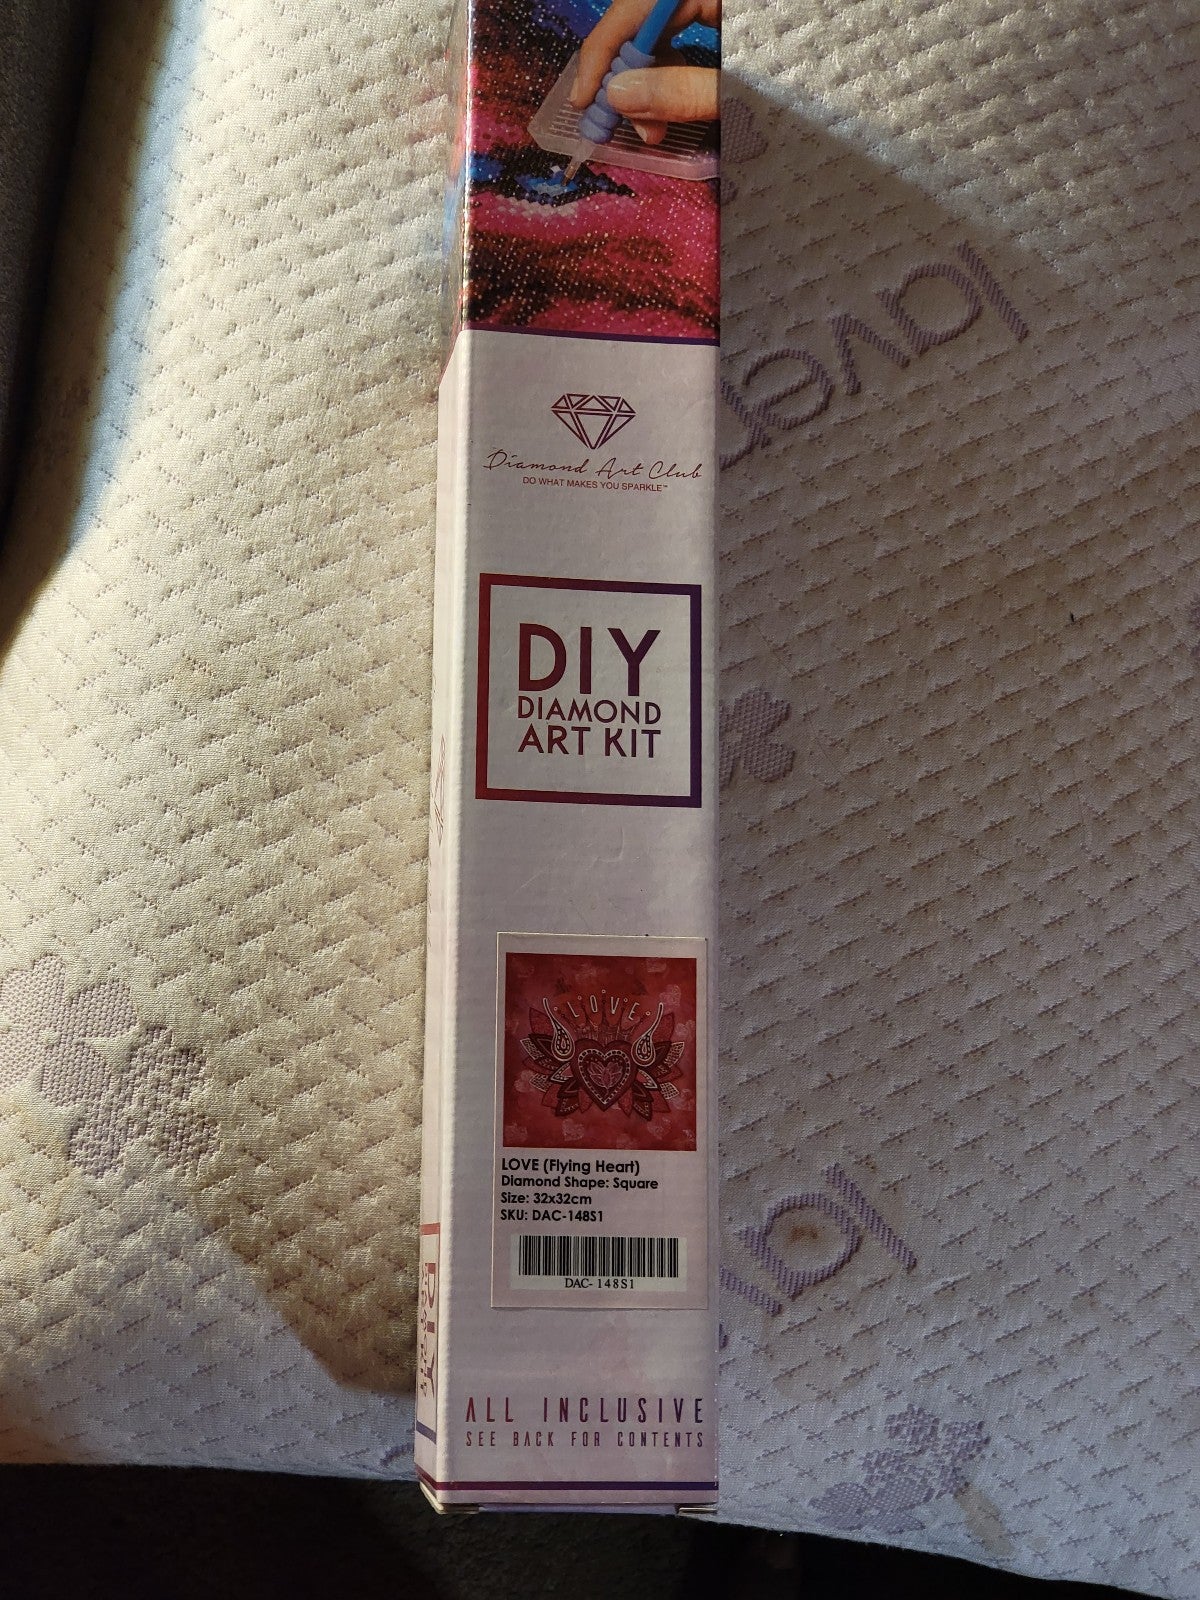 Diamond Art Club
DO WHAT MAKES YOU SPARKLE™
DIY
DIAMOND
ART KIT
LOVE
LOVE (Flying Heart)
Diamond Shape: Square
Size: 32x32cm
SKU: DAC-148S1
DAC- 148S1
ALL INCLUSIVE
SEE BACK FOR CONTENTS
DIY